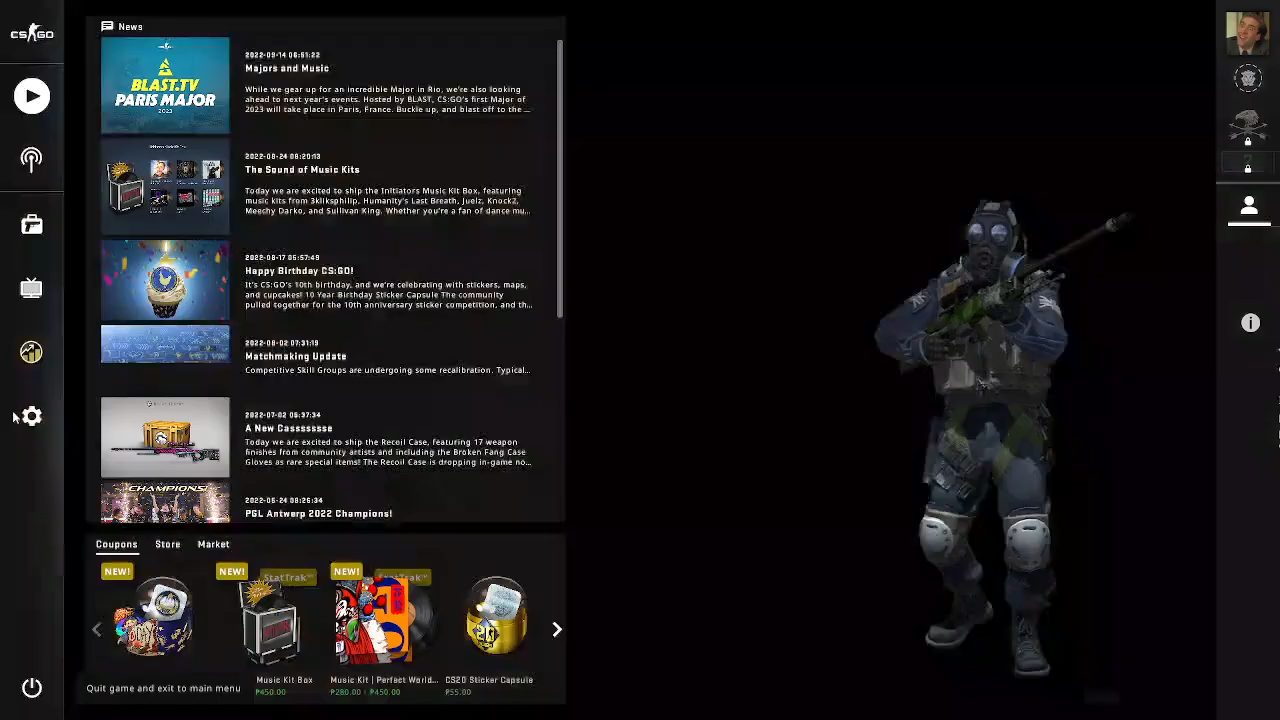 CS:GO
News
BLAST.TV
PARIS MAJOR
2023
2022-09-14 06:51:22
Majors and Music
While we gear up for an incredible Major in Rio, we're also looking
ahead to next year's events. Hosted by BLAST, CS:GO's first Major of
2023 will take place in Paris, France. Buckle up, and blast off to the ...
2022-08-24 08:20:13
The Sound of Music Kits
Today we are excited to ship the Initiators Music Kit Box, featuring
music kits from 3kliksphilip, Humanity's Last Breath, Juelz, Knock2,
Meechy Darko, and Sullivan King. Whether you're a fan of dance mu...
2022-08-17 05:57:49
Happy Birthday CS:GO!
It's CS:GO's 10th birthday, and we're celebrating with stickers, maps,
and cupcakes! 10 Year Birthday Sticker Capsule The community
pulled together for the 10th anniversary sticker competition, and th...
2022-08-02 07:31:19
Matchmaking Update
Competitive Skill Groups are undergoing some recalibration. Typical...
2022-07-02 05:37:34
A New Casssssssse
Today we are excited to ship the Recoil Case, featuring 17 weapon
finishes from community artists and including the Broken Fang Case
Gloves as rare special items! The Recoil Case is dropping in-game no...
CHAMPIONS!
2022-05-24 08:26:34
PGL Antwerp 2022 Champions!
Coupons Store Market
NEW! NEW! StatTrak™ NEW! StatTrak™
Music Kit Box Music Kit | Perfect World... CS20 Sticker Capsule
Quit game and exit to main menu ₱450.00 ₱280.00 - ₱450.00 ₱55.00